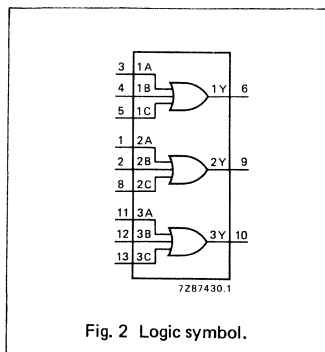 3 1A
4 1B 1Y 6
5 1C
1 2A
2 2B 2Y 9
8 2C
11 3A
12 3B 3Y 10
13 3C
7Z87430.1
Fig. 2 Logic symbol.